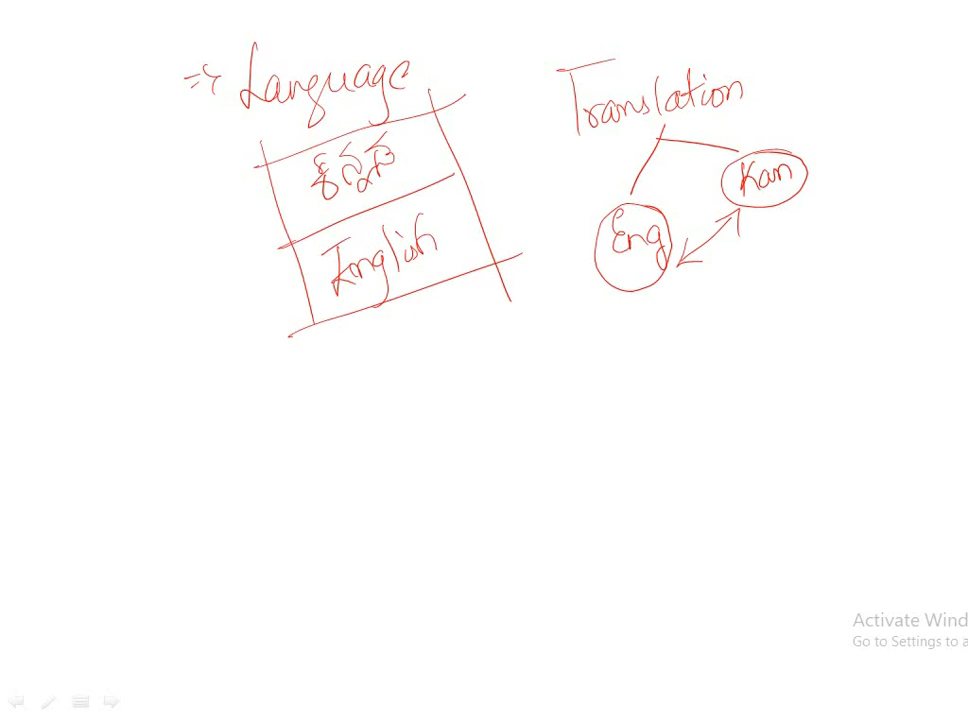 Language
ಕನ್ನಡ
English
Translation
Kan
Eng
Activate Wind
Go to Settings to a